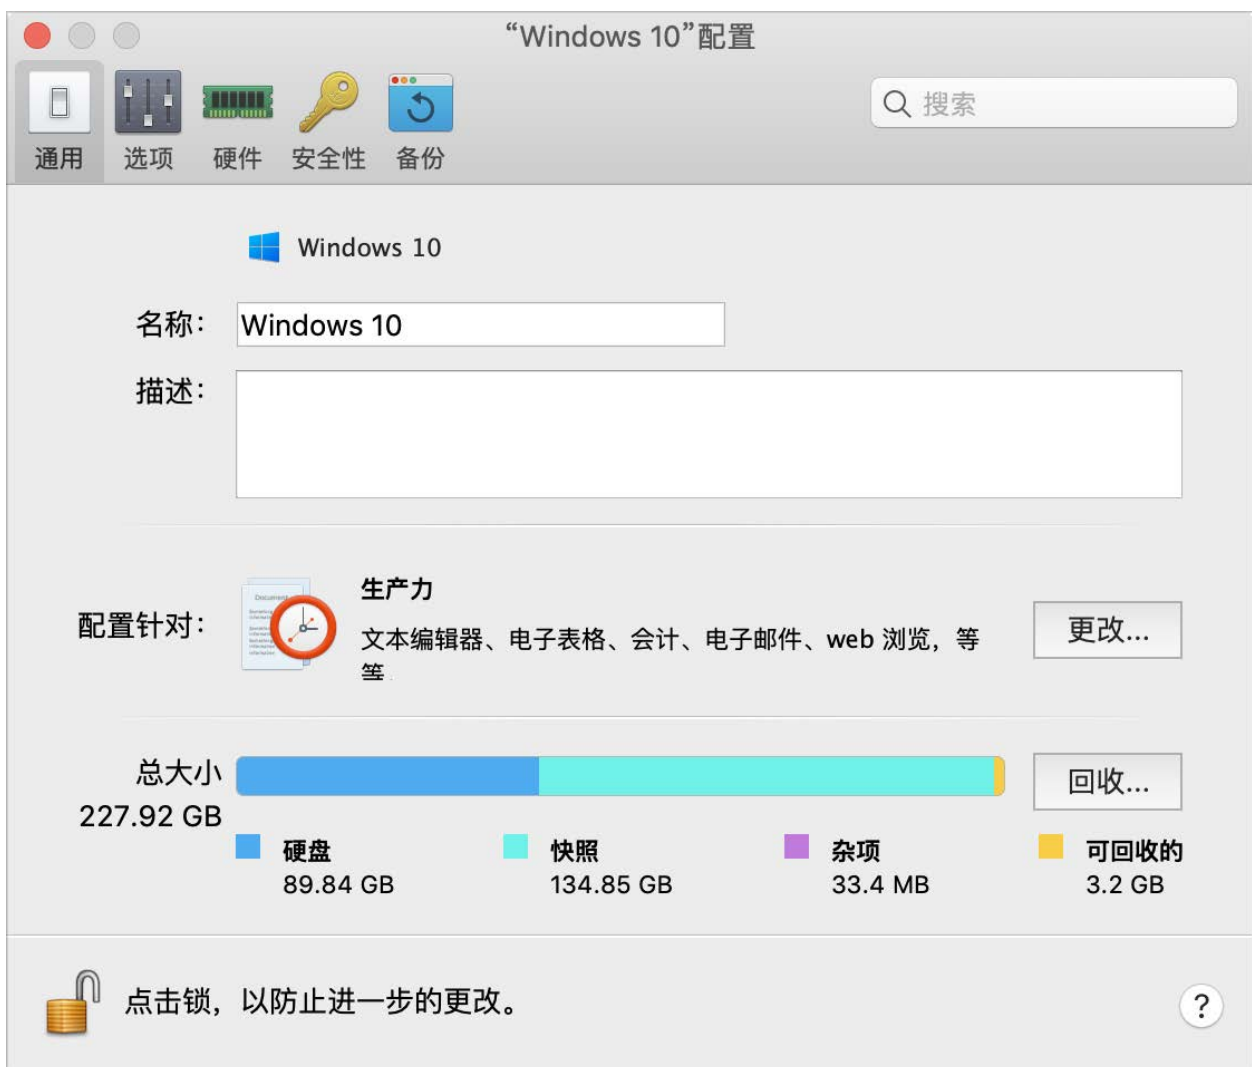 “Windows 10”配置
通用 选项 硬件 安全性 备份
搜索
Windows 10
名称：
Windows 10
描述：
配置针对：
生产力
文本编辑器、电子表格、会计、电子邮件、web 浏览，等
等
更改...
总大小
227.92 GB
回收...
硬盘 快照 杂项 可回收的
89.84 GB 134.85 GB 33.4 MB 3.2 GB
点击锁，以防止进一步的更改。
?